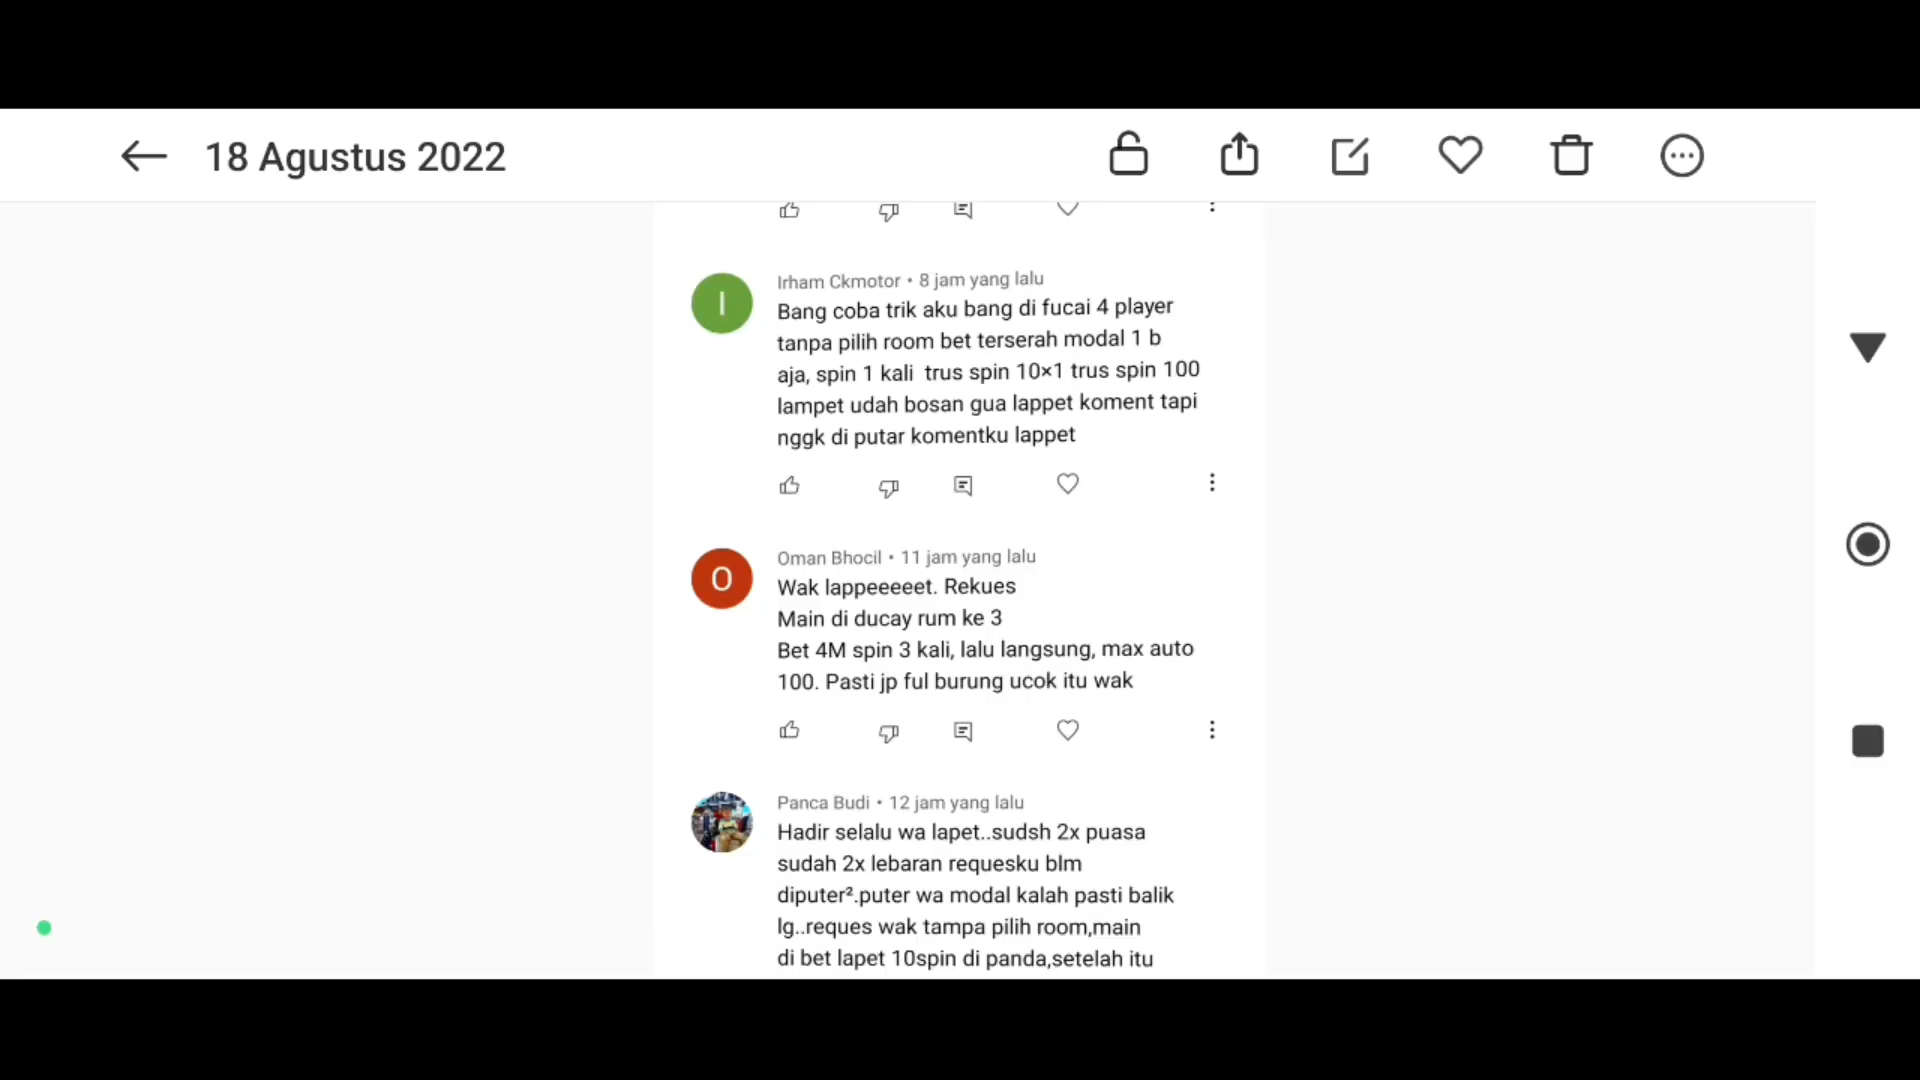 18 Agustus 2022
Irham Ckmotor • 8 jam yang lalu
I
Bang coba trik aku bang di fucai 4 player
tanpa pilih room bet terserah modal 1 b
aja, spin 1 kali  trus spin 10×1 trus spin 100
lampet udah bosan gua lappet koment tapi
nggk di putar komentku lappet
Oman Bhocil • 11 jam yang lalu
O
Wak lappeeeeet. Rekues
Main di ducay rum ke 3
Bet 4M spin 3 kali, lalu langsung, max auto
100. Pasti jp ful burung ucok itu wak
Panca Budi • 12 jam yang lalu
Hadir selalu wa lapet..sudsh 2x puasa
sudah 2x lebaran requesku blm
diputer².puter wa modal kalah pasti balik
lg..reques wak tampa pilih room,main
di bet lapet 10spin di panda,setelah itu